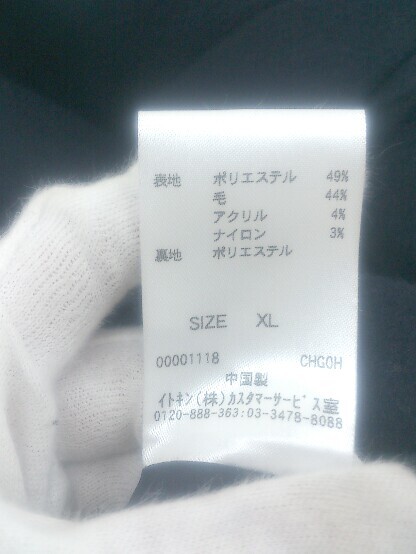 表地 ポリエステル 49%
毛 44%
アクリル 4%
ナイロン 3%
裏地 ポリエステル
SIZE XL
00001118 CHGOH
中国製
イトキン(株)カスタマーサービス室
0120-888-363:03-3478-8088